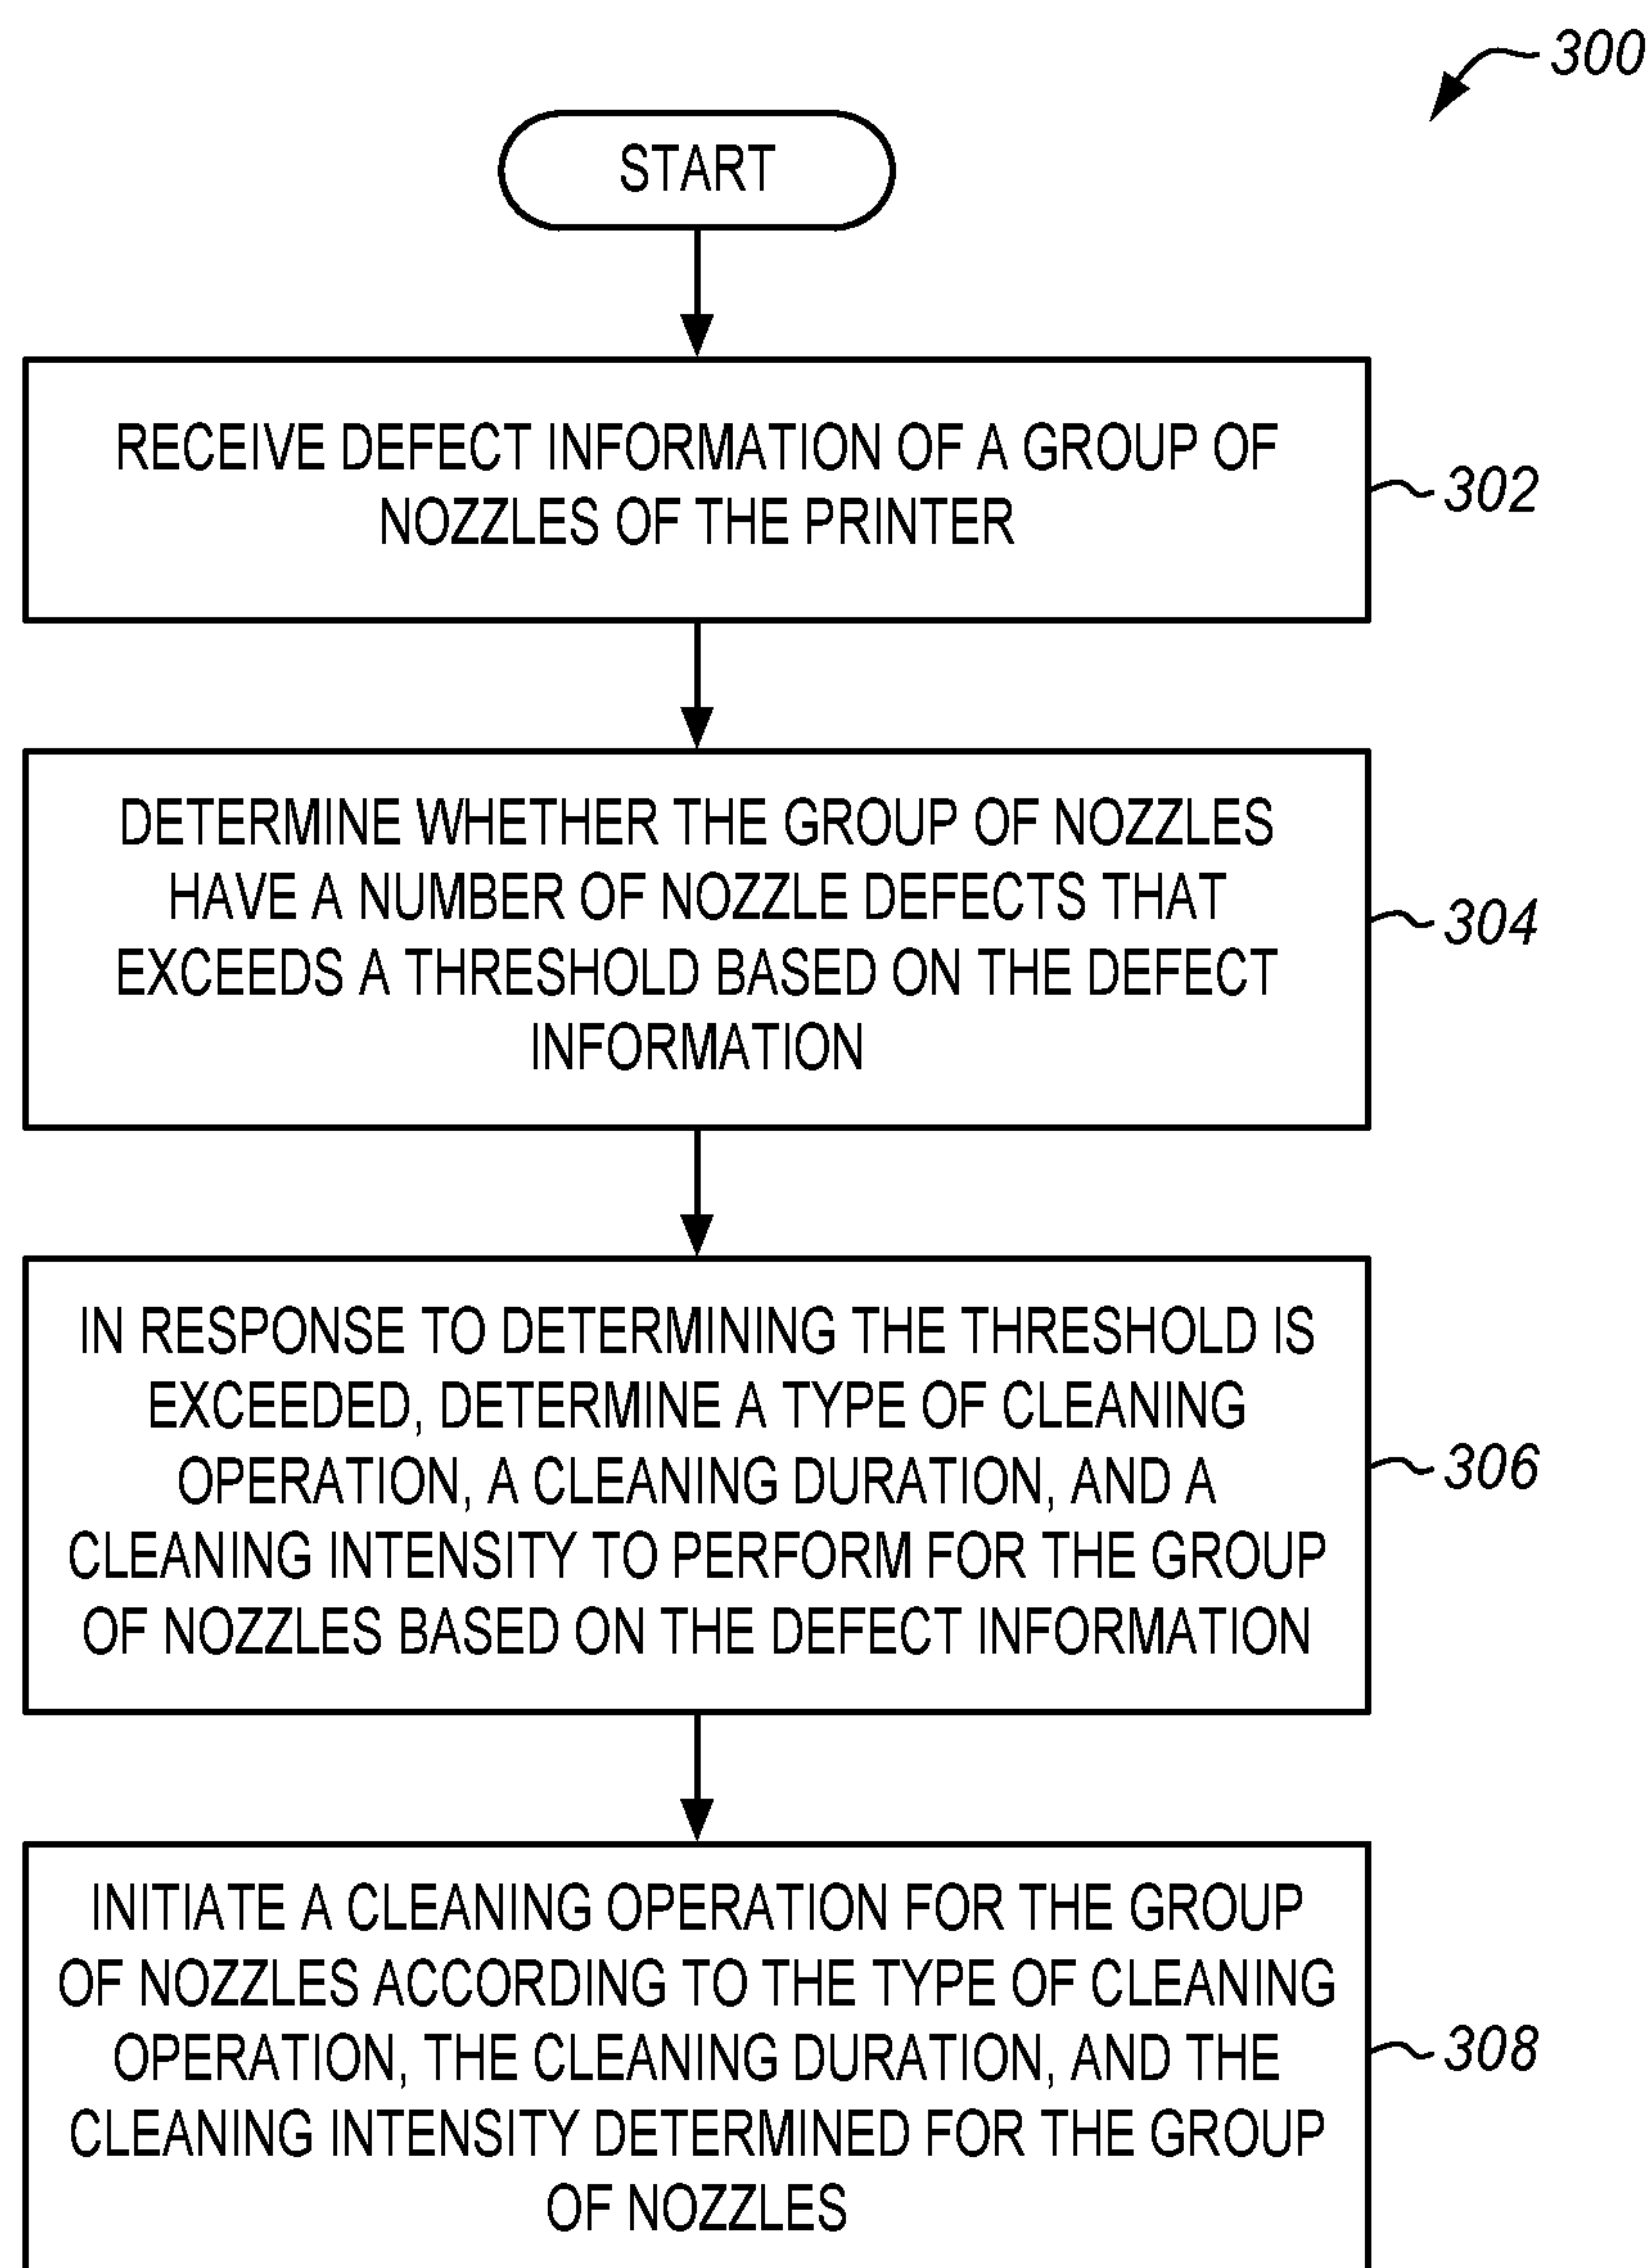 300
START
RECEIVE DEFECT INFORMATION OF A GROUP OF
NOZZLES OF THE PRINTER
302
DETERMINE WHETHER THE GROUP OF NOZZLES
HAVE A NUMBER OF NOZZLE DEFECTS THAT
EXCEEDS A THRESHOLD BASED ON THE DEFECT
INFORMATION
304
IN RESPONSE TO DETERMINING THE THRESHOLD IS
EXCEEDED, DETERMINE A TYPE OF CLEANING
OPERATION, A CLEANING DURATION, AND A
CLEANING INTENSITY TO PERFORM FOR THE GROUP
OF NOZZLES BASED ON THE DEFECT INFORMATION
306
INITIATE A CLEANING OPERATION FOR THE GROUP
OF NOZZLES ACCORDING TO THE TYPE OF CLEANING
OPERATION, THE CLEANING DURATION, AND THE
CLEANING INTENSITY DETERMINED FOR THE GROUP
OF NOZZLES
308